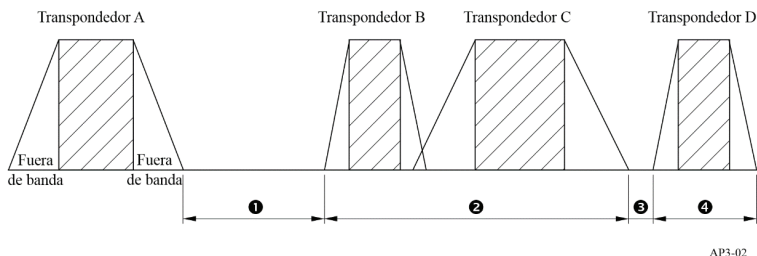 Transpondedor A
Transpondedor B
Transpondedor C
Transpondedor D
Fuera
de banda
Fuera
de banda
❶
❷
❸
❹
AP3-02